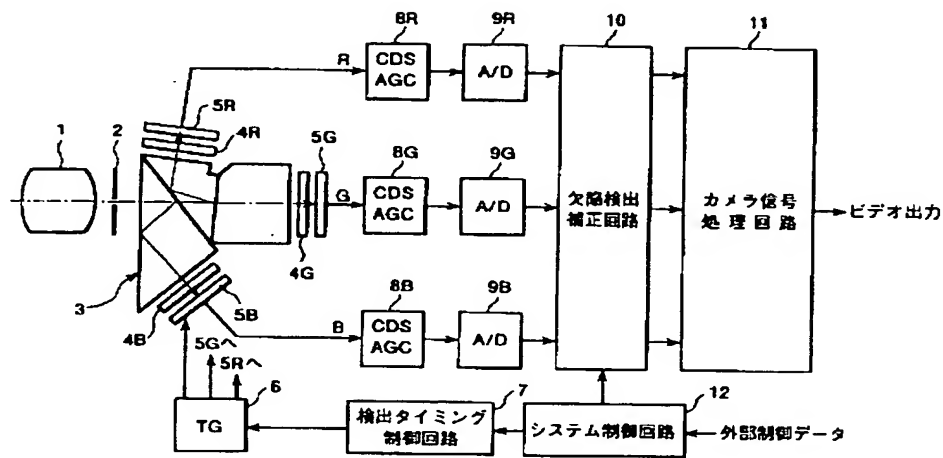 8R
9R
10
11
R
CDS
AGC
A/D
5R
4R
1
2
5G
8G
9G
G
CDS
AGC
A/D
欠陥検出
補正回路
カメラ信号
処理回路
ビデオ出力
4G
3
4B
5B
8B
9B
B
CDS
AGC
A/D
5Gへ
5Rへ
6
7
12
TG
検出タイミング
制御回路
システム制御回路
外部制御データ